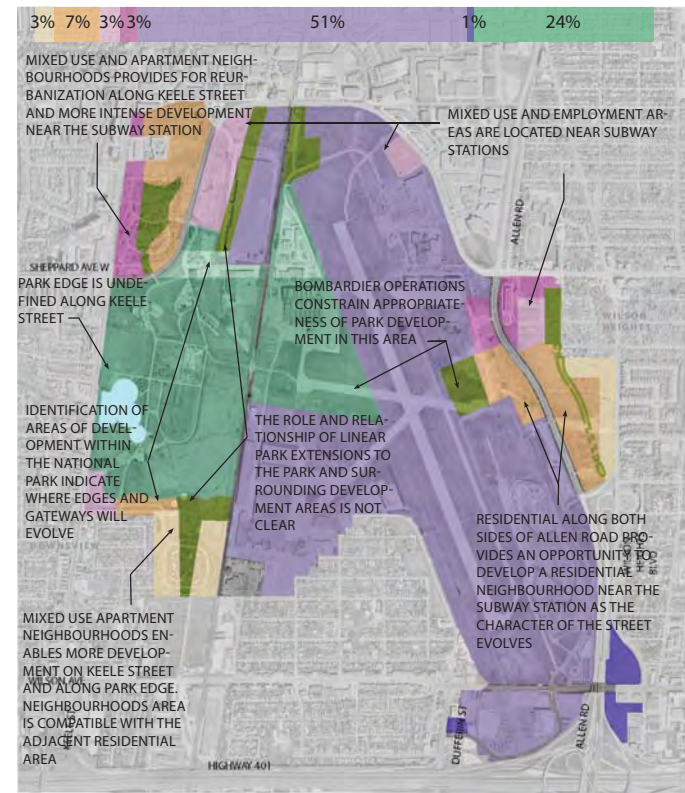 3% 7% 3% 3% 51% 1% 24%
MIXED USE AND APARTMENT NEIGH-
BOURHOODS PROVIDES FOR REUR-
BANIZATION ALONG KEELE STREET
AND MORE INTENSE DEVELOPMENT
NEAR THE SUBWAY STATION
MIXED USE AND EMPLOYMENT AR-
EAS ARE LOCATED NEAR SUBWAY
STATIONS
ALLEN RD
SHEPPARD AVE W
PARK EDGE IS UNDE-
FINED ALONG KEELE
STREET
BOMBARDIER OPERATIONS
CONSTRAIN APPROPRIATE-
NESS OF PARK DEVELOP-
MENT IN THIS AREA
WILSON
HEIGHTS
IDENTIFICATION OF
AREAS OF DEVEL-
OPMENT WITHIN
THE NATIONAL
PARK INDICATE
WHERE EDGES AND
GATEWAYS WILL
EVOLVE
THE ROLE AND RELA-
TIONSHIP OF LINEAR
PARK EXTENSIONS TO
THE PARK AND SUR-
ROUNDING DEVELOP-
MENT AREAS IS NOT
CLEAR
DOWNSVIEW
RESIDENTIAL ALONG BOTH
SIDES OF ALLEN ROAD PRO-
VIDES AN OPPORTUNITY TO
DEVELOP A RESIDENTIAL
NEIGHBOURHOOD NEAR THE
SUBWAY STATION AS THE
CHARACTER OF THE STREET
EVOLVES
MIXED USE APARTMENT
NEIGHBOURHOODS EN-
ABLES MORE DEVELOP-
MENT ON KEELE STREET
AND ALONG PARK EDGE.
NEIGHBOURHOODS AREA
IS COMPATIBLE WITH THE
ADJACENT RESIDENTIAL
AREA
WILSON AVE
DUFFERIN ST
ALLEN RD
HIGHWAY 401